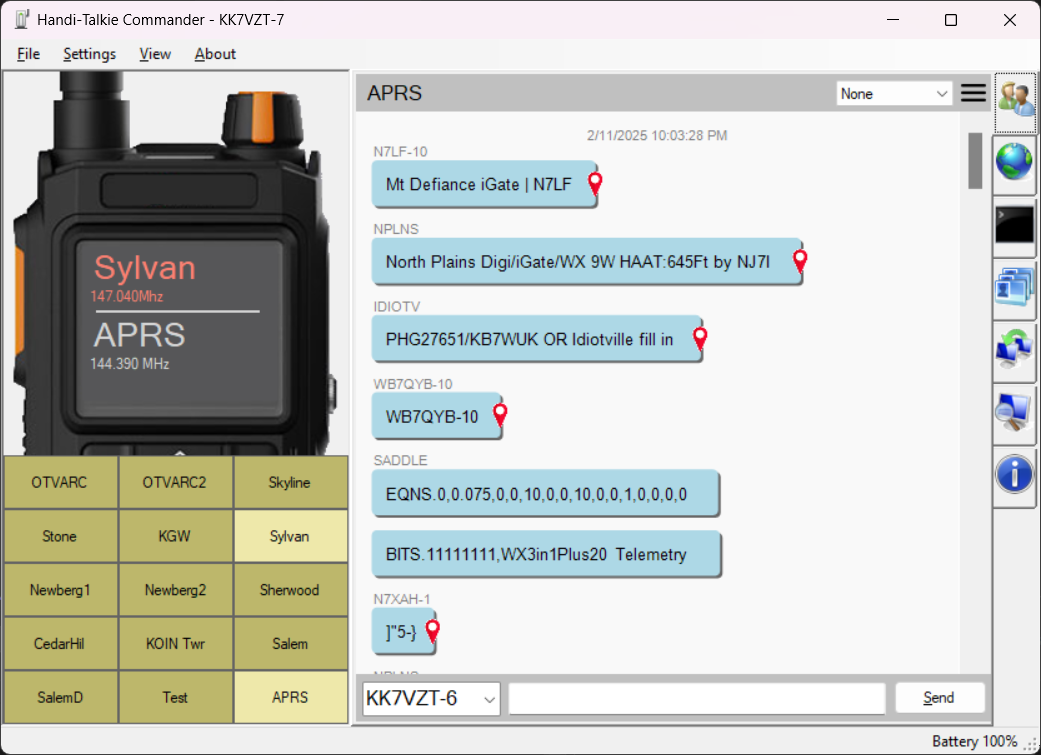 Handi-Talkie Commander - KK7VZT-7
File Settings View About
Sylvan
147.040Mhz
APRS
144.390 MHz
OTVARC OTVARC2 Skyline
Stone KGW Sylvan
Newberg1 Newberg2 Sherwood
CedarHil KOIN Twr Salem
SalemD Test APRS
APRS
None
2/11/2025 10:03:28 PM
N7LF-10
Mt Defiance iGate | N7LF
NPLNS
North Plains Digi/iGate/WX 9W HAAT:645Ft by NJ7I
IDIOTV
PHG27651/KB7WUK OR Idiotville fill in
WB7QYB-10
WB7QYB-10
SADDLE
EQNS.0,0.075,0,0,10,0,0,10,0,0,1,0,0,0,0
BITS.11111111,WX3in1Plus20 Telemetry
N7XAH-1
]"5-}
NPLNS
KK7VZT-6
Send
Battery 100%